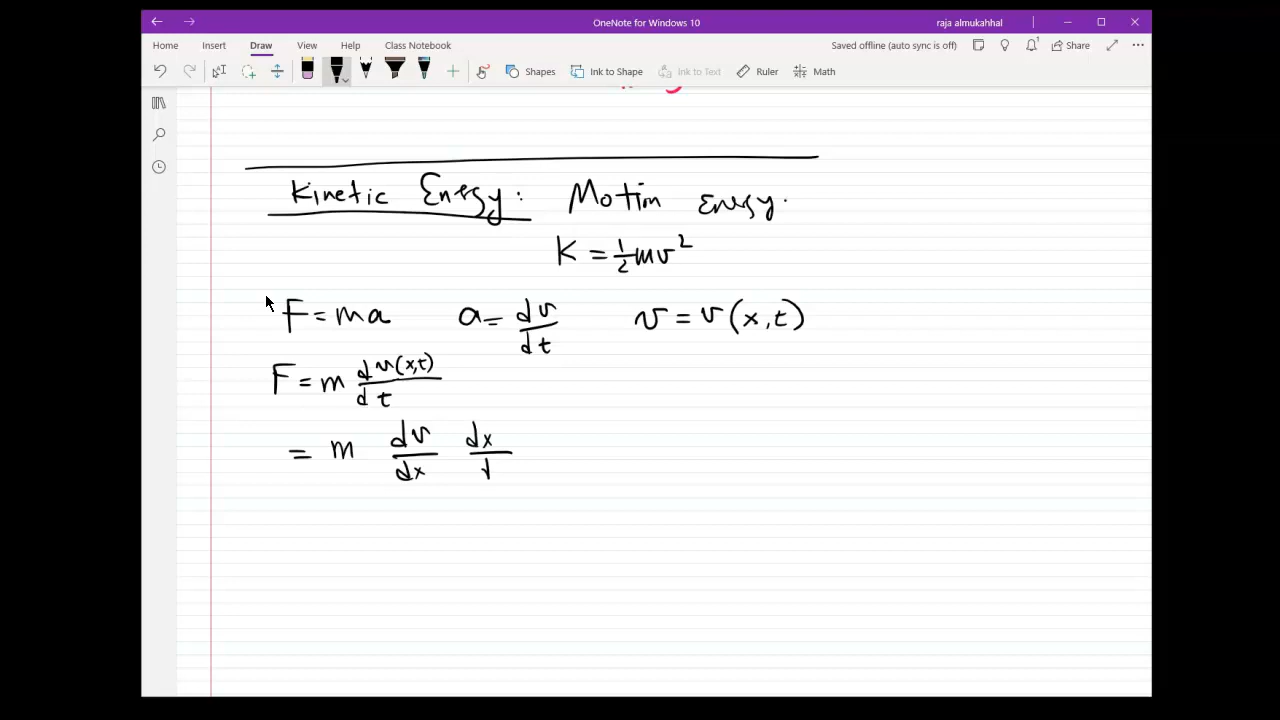 OneNote for Windows 10
raja almukahhal
Home Insert Draw View Help Class Notebook
Saved offline (auto sync is off) Share
Shapes Ink to Shape Ink to Text Ruler Math
Kinetic Energy: Motion Energy.
K = 1/2 mv²
F = ma a = dv/dt v = v(x,t)
F = m dv(x,t)/dt
= m dv/dx dx/d